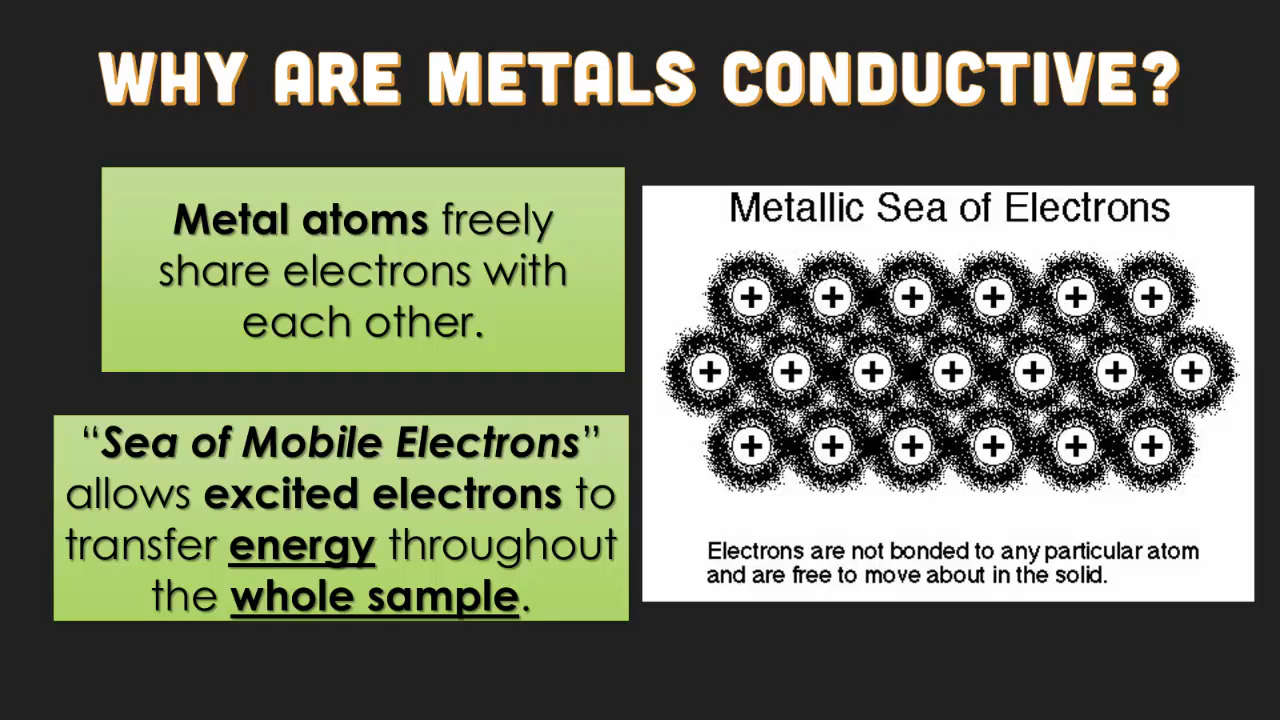 WHY ARE METALS CONDUCTIVE?
Metal atoms freely
share electrons with
each other.
“Sea of Mobile Electrons”
allows excited electrons to
transfer energy throughout
the whole sample.
Metallic Sea of Electrons
+ + + + + +
+ + + + + + +
+ + + + + +
Electrons are not bonded to any particular atom
and are free to move about in the solid.